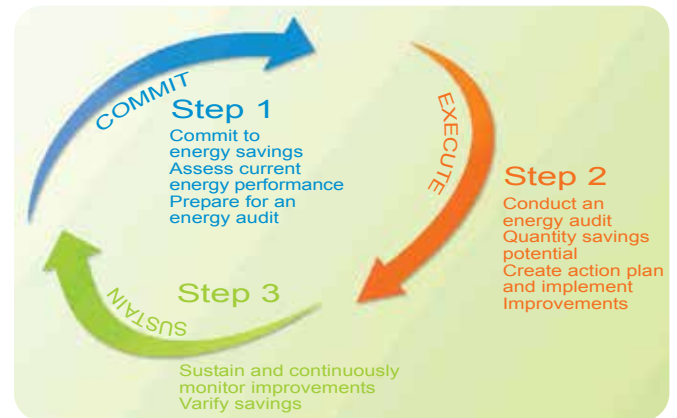 COMMIT
Step 1
Commit to
energy savings
Assess current
energy performance
Prepare for an
energy audit
EXECUTE
Step 2
Conduct an
energy audit
Quantity savings
potential
Create action plan
and implement
Improvements
SUSTAIN
Step 3
Sustain and continuously
monitor improvements
Varify savings